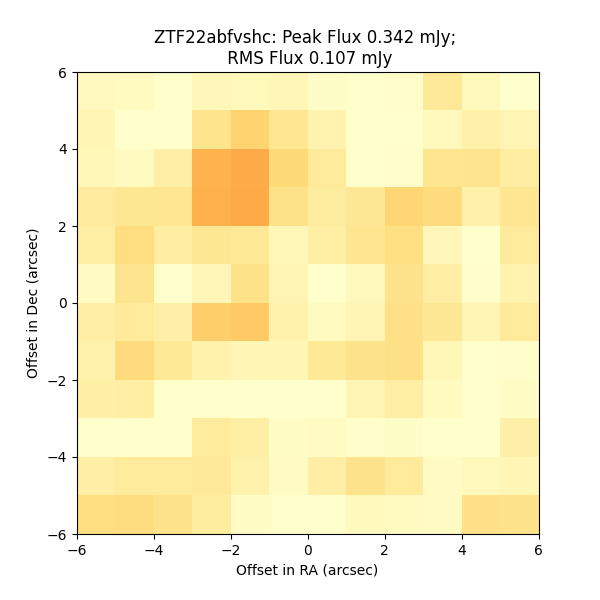 ZTF22abfvshc: Peak Flux 0.342 mJy;
RMS Flux 0.107 mJy
6
4
2
0
−2
−4
−6
Offset in Dec (arcsec)
−6 −4 −2 0 2 4 6
Offset in RA (arcsec)